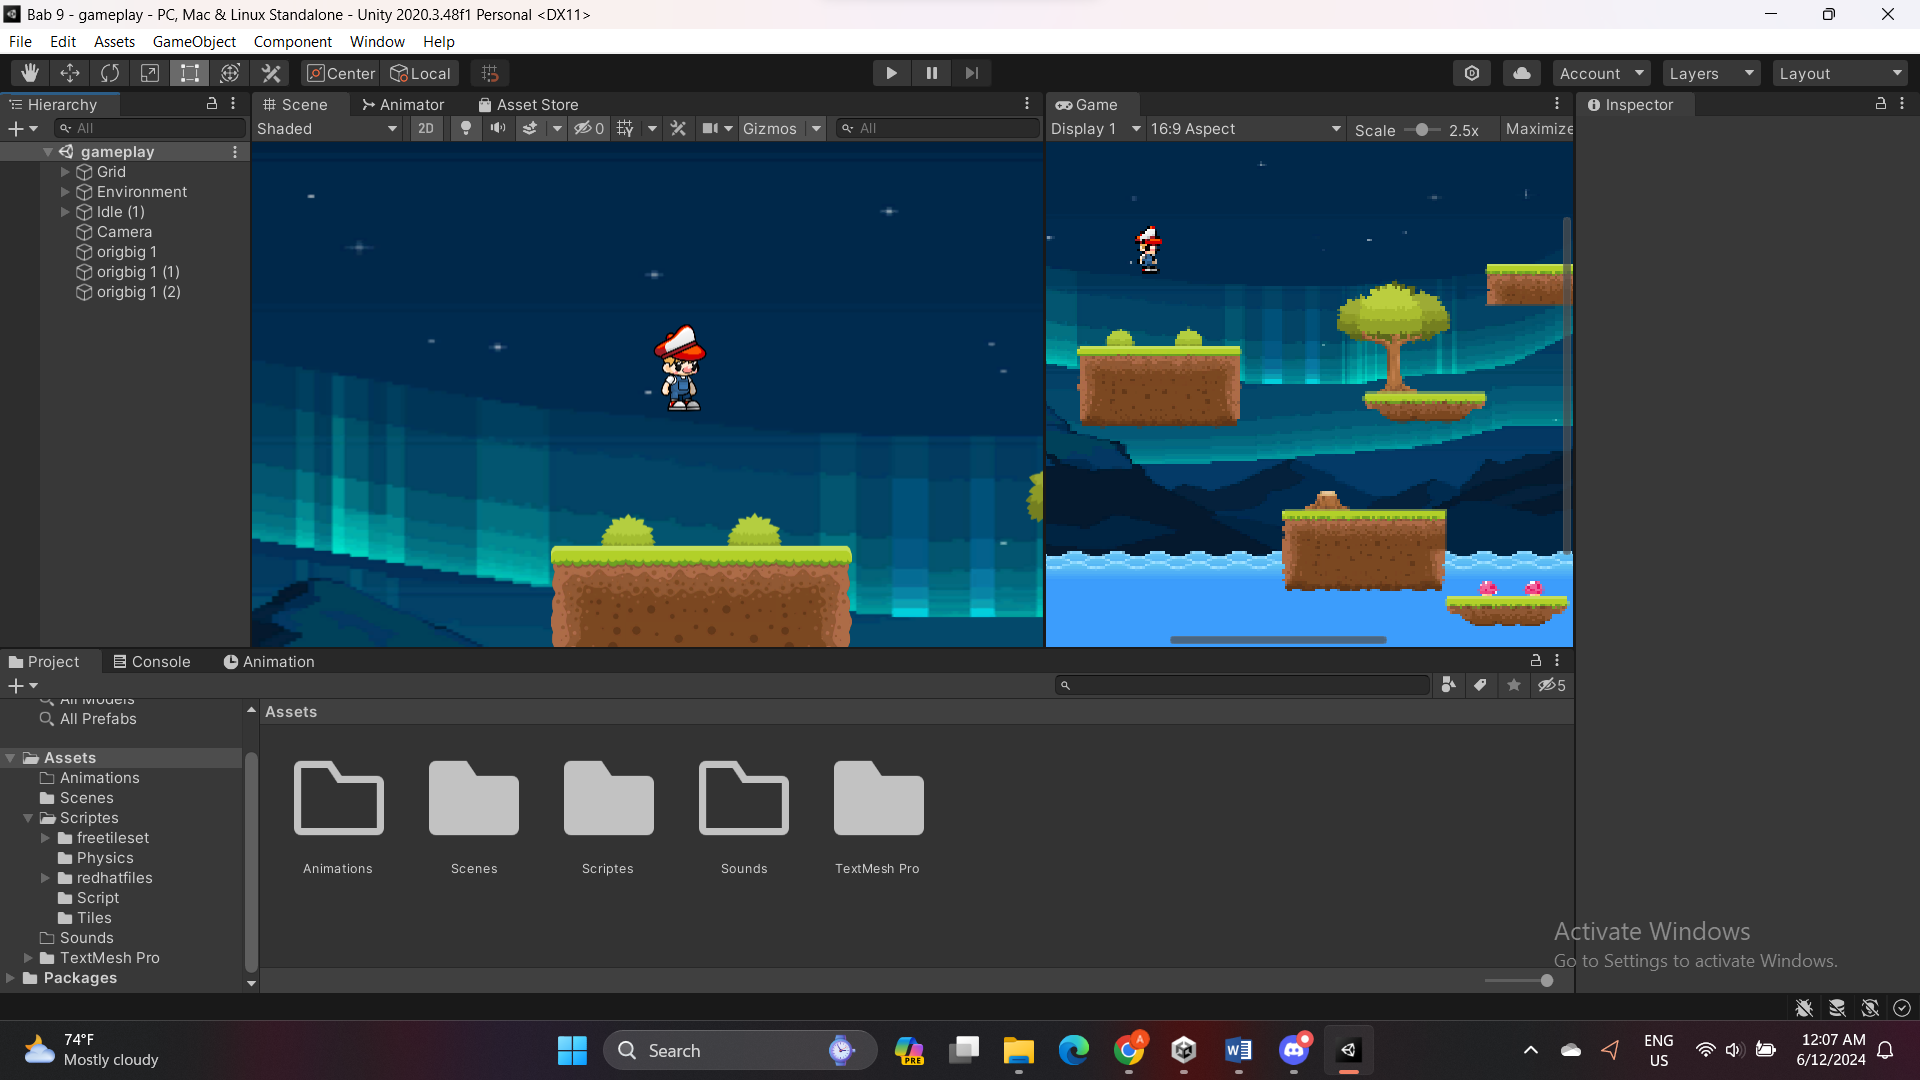 Bab 9 - gameplay - PC, Mac & Linux Standalone - Unity 2020.3.48f1 Personal <DX11>
File Edit Assets GameObject Component Window Help
Center Local Account Layers Layout
Hierarchy Scene Animator Asset Store Game Inspector
All Shaded 2D 0 Gizmos All Display 1 16:9 Aspect Scale 2.5x Maximize
gameplay
Grid
Environment
Idle (1)
Camera
origbig 1
origbig 1 (1)
origbig 1 (2)
Project Console Animation
5
All Models
All Prefabs
Assets
Animations
Scenes
Scriptes
freetileset
Physics
redhatfiles
Script
Tiles
Sounds
TextMesh Pro
Packages
Assets
Animations Scenes Scriptes Sounds TextMesh Pro
Activate Windows
Go to Settings to activate Windows.
74°F
Mostly cloudy
Search
PRE
A
ENG
US
12:07 AM
6/12/2024